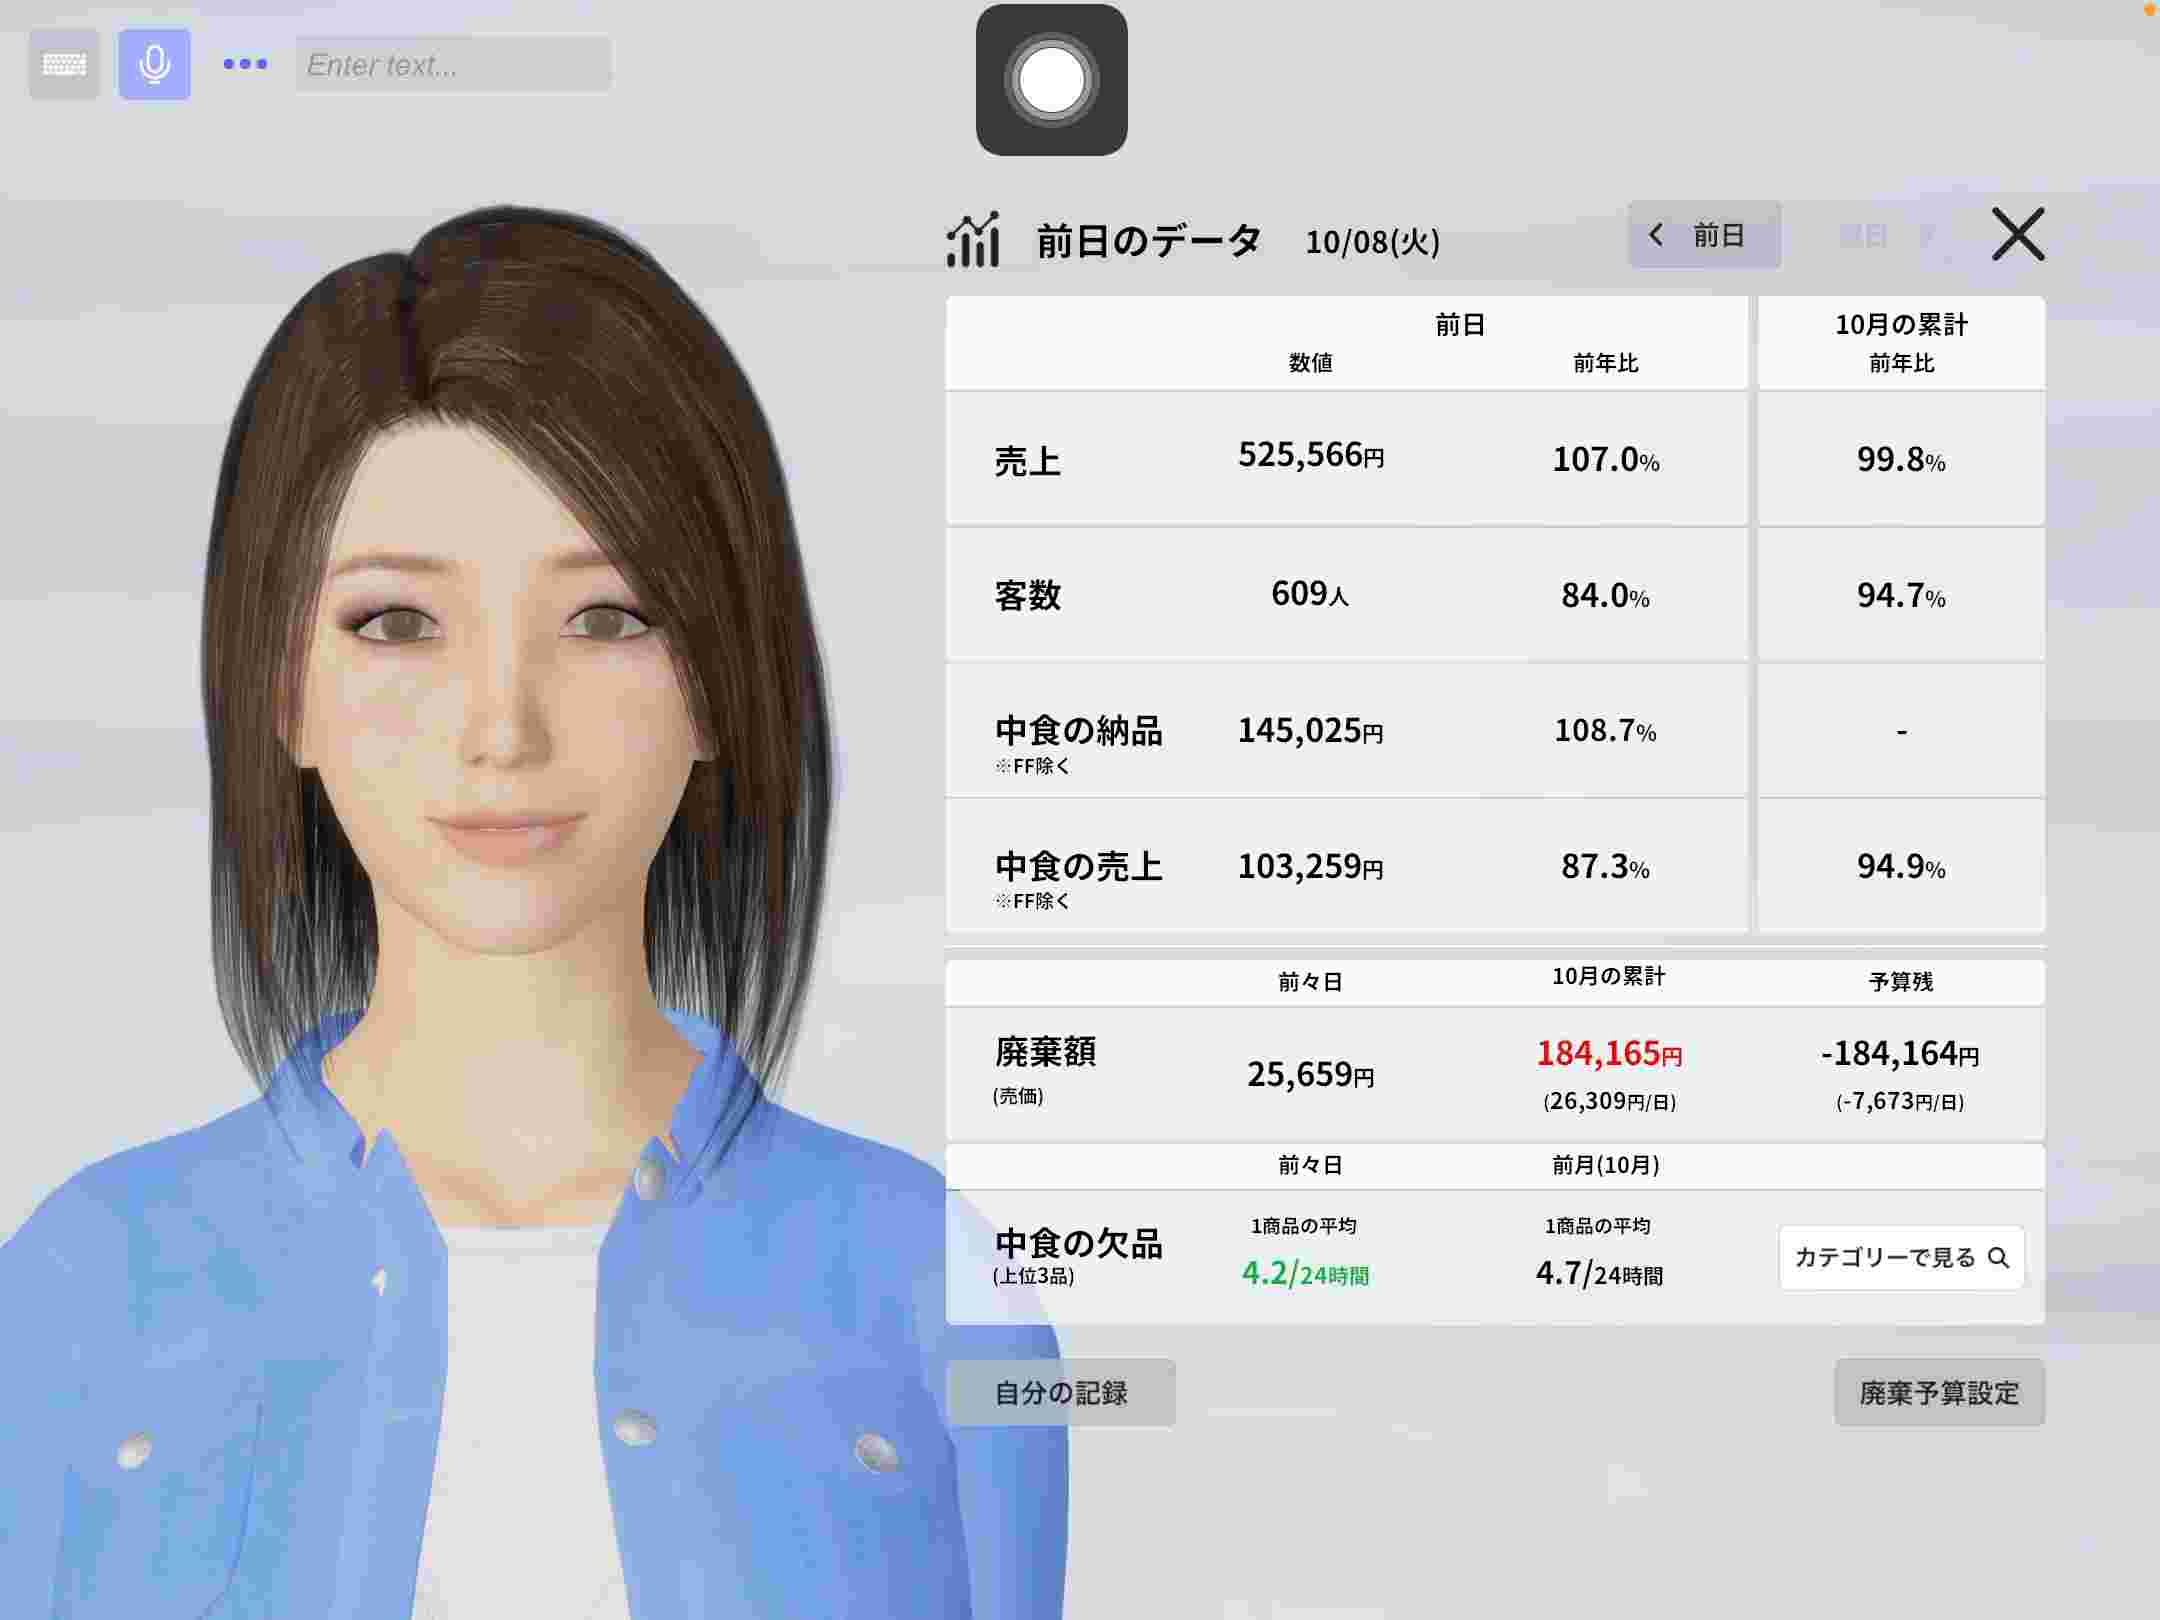 Enter text...
前日のデータ 10/08(火)
前日
前日 10月の累計
数値 前年比 前年比
売上 525,566円 107.0% 99.8%
客数 609人 84.0% 94.7%
中食の納品 145,025円 108.7% -
※FF除く
中食の売上 103,259円 87.3% 94.9%
※FF除く
前々日 10月の累計 予算残
廃棄額 25,659円 184,165円 -184,164円
(売価) (26,309円/日) (-7,673円/日)
前々日 前月(10月)
1商品の平均 1商品の平均
中食の欠品 4.2/24時間 4.7/24時間 カテゴリーで見る
(上位3品)
自分の記録 廃棄予算設定